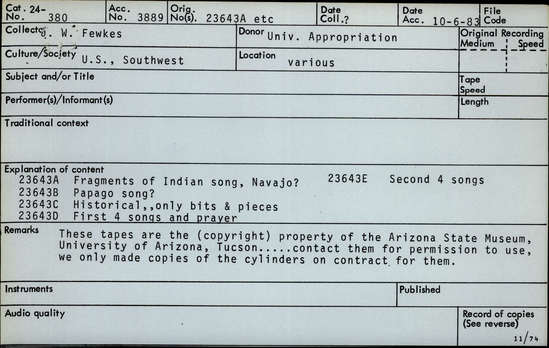 Cat. 24-
No. 380
Acc.
No. 3889
Orig.
No(s). 23643A etc
Date
Coll.?
Date
Acc. 10-6-83
File
Code
Collector J. W. Fewkes
Donor Univ. Appropriation
Original Recording
Medium Speed
Culture/Society U.S., Southwest
Location various
Subject and/or Title
Tape
Speed
Performer(s)/Informant(s)
Length
Traditional context
Explanation of content
23643A Fragments of Indian song, Navajo? 23643E Second 4 songs
23643B Papago song?
23643C Historical,,only bits & pieces
23643D First 4 songs and prayer
Remarks These tapes are the (copyright) property of the Arizona State Museum,
University of Arizona, Tucson.....contact them for permission to use,
we only made copies of the cylinders on contract for them.
Instruments
Published
Audio quality
Record of copies
(See reverse)
11/74